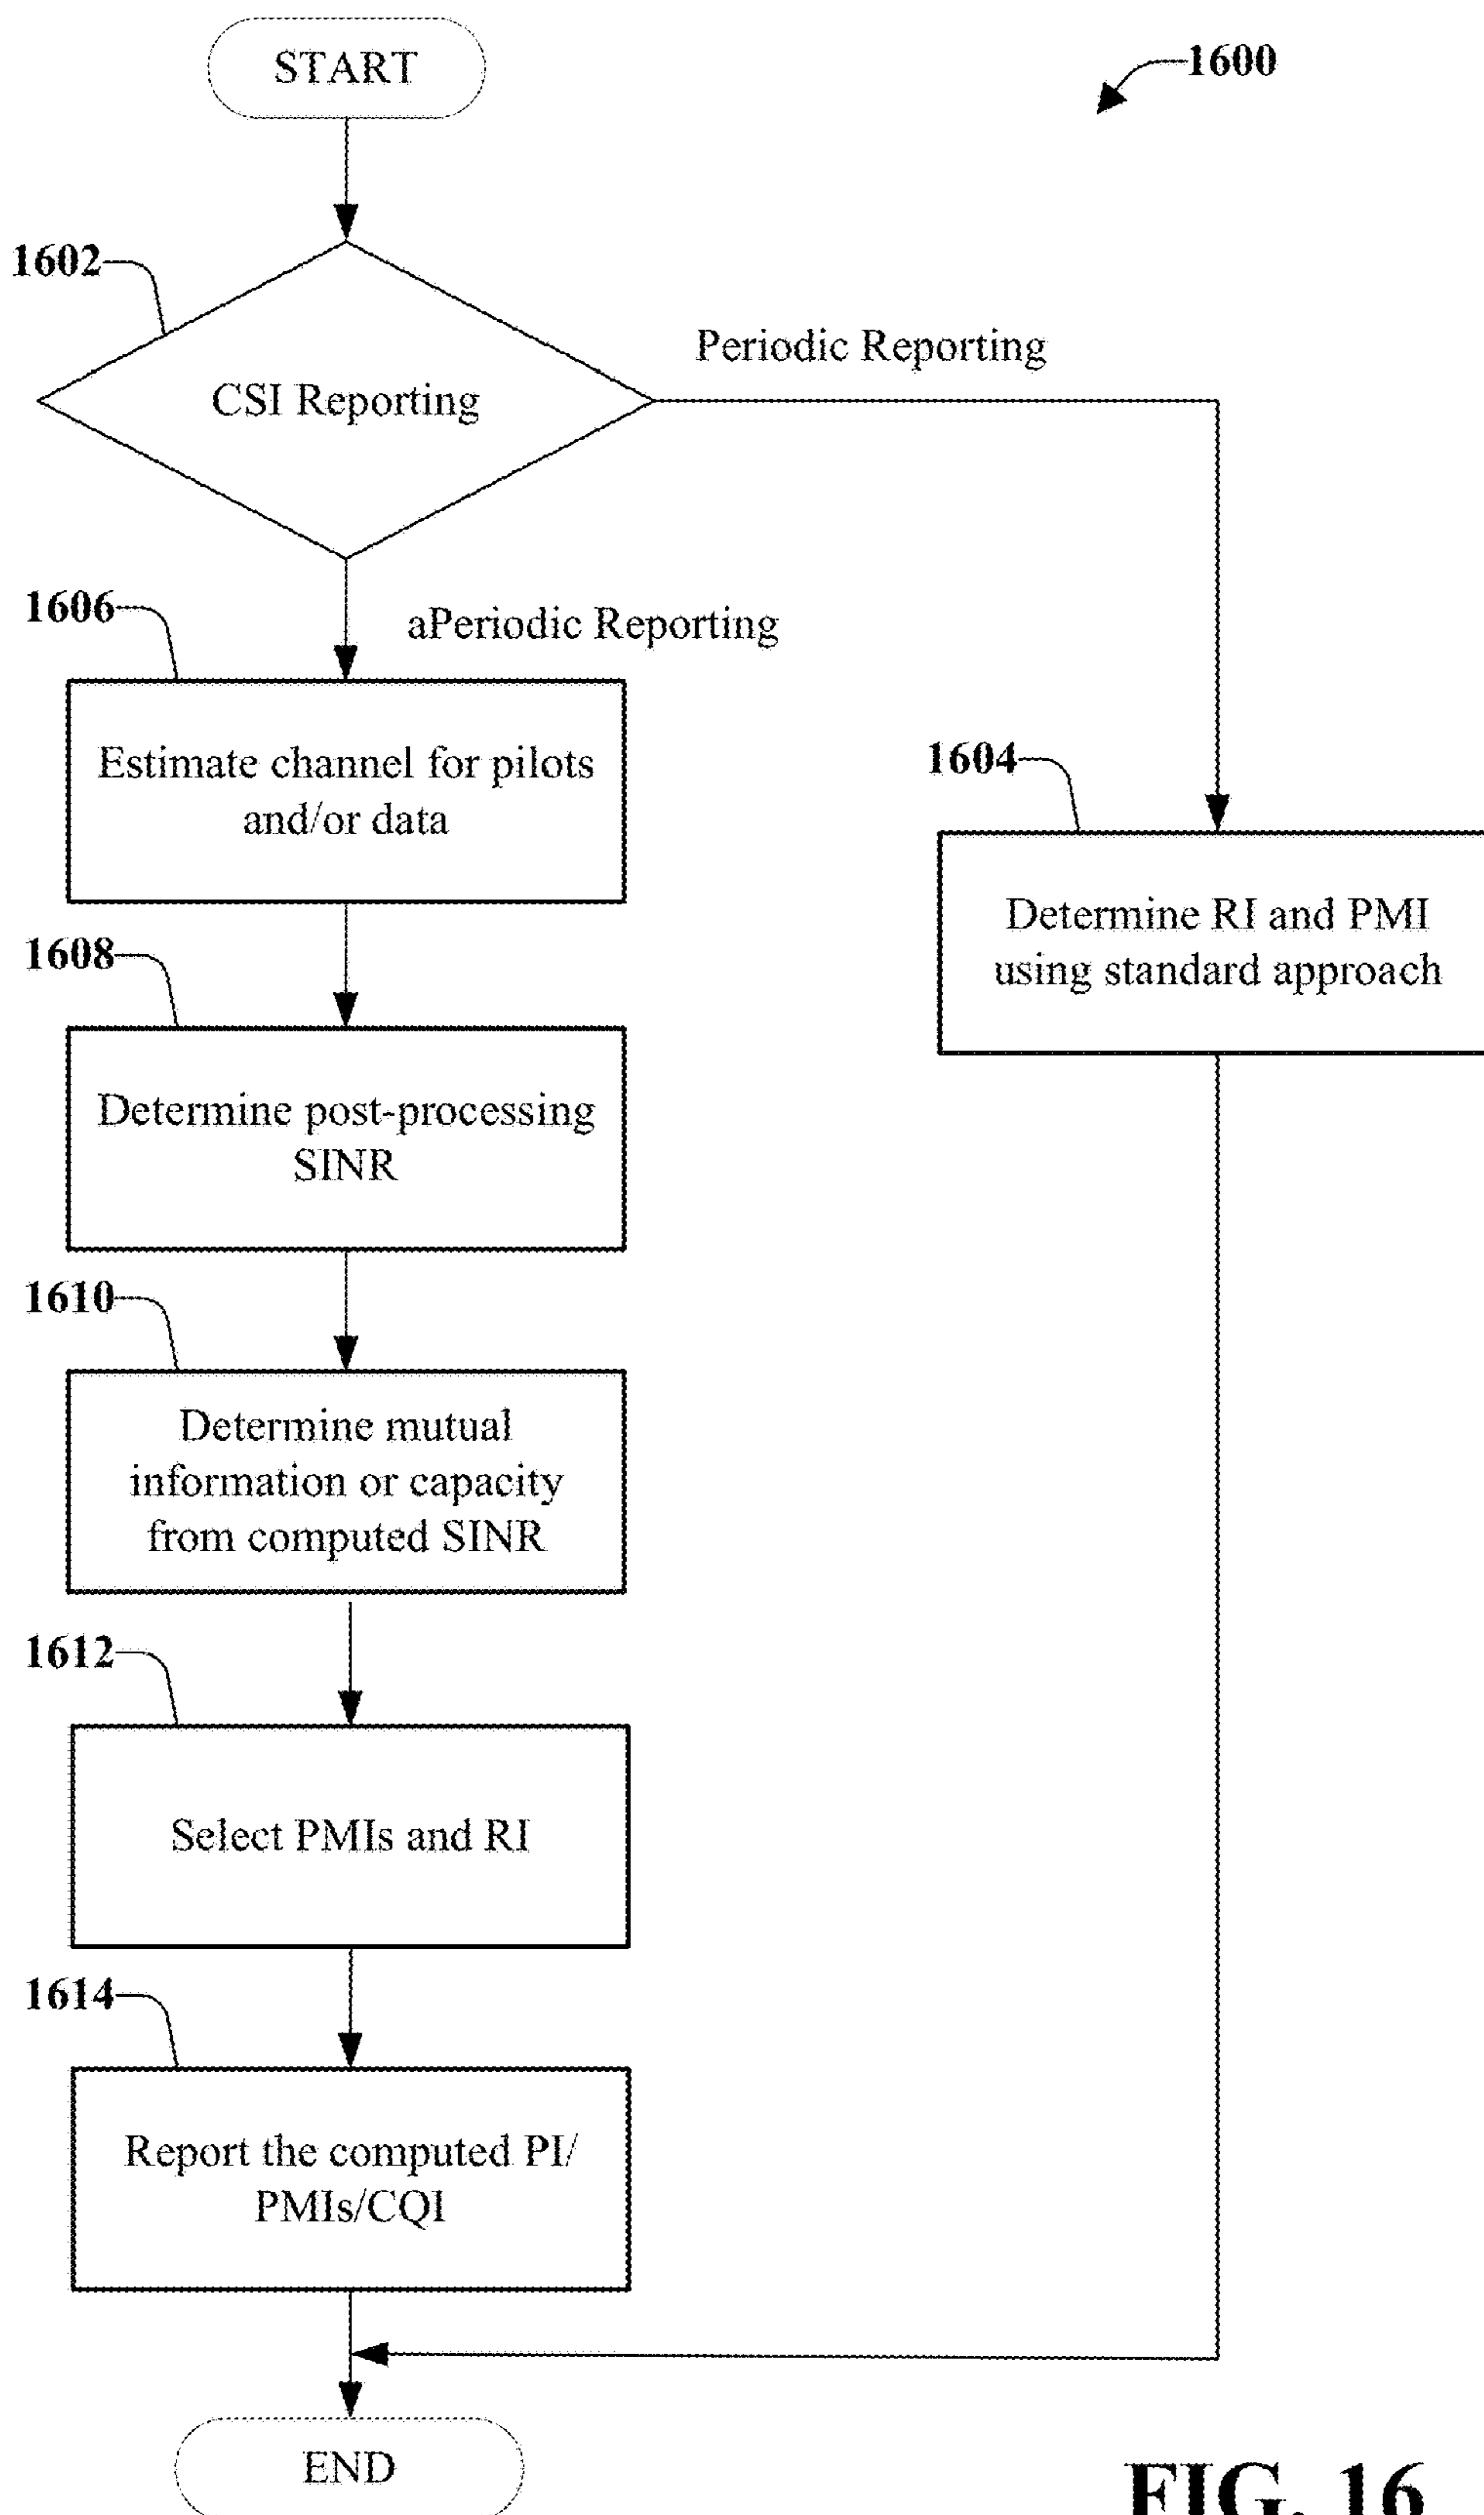 START
1600
1602
CSI Reporting
Periodic Reporting
1606
aPeriodic Reporting
Estimate channel for pilots
and/or data
1604
Determine RI and PMI
using standard approach
1608
Determine post-processing
SINR
1610
Determine mutual
information or capacity
from computed SINR
1612
Select PMIs and RI
1614
Report the computed PI/
PMIs/CQI
END
FIG. 16